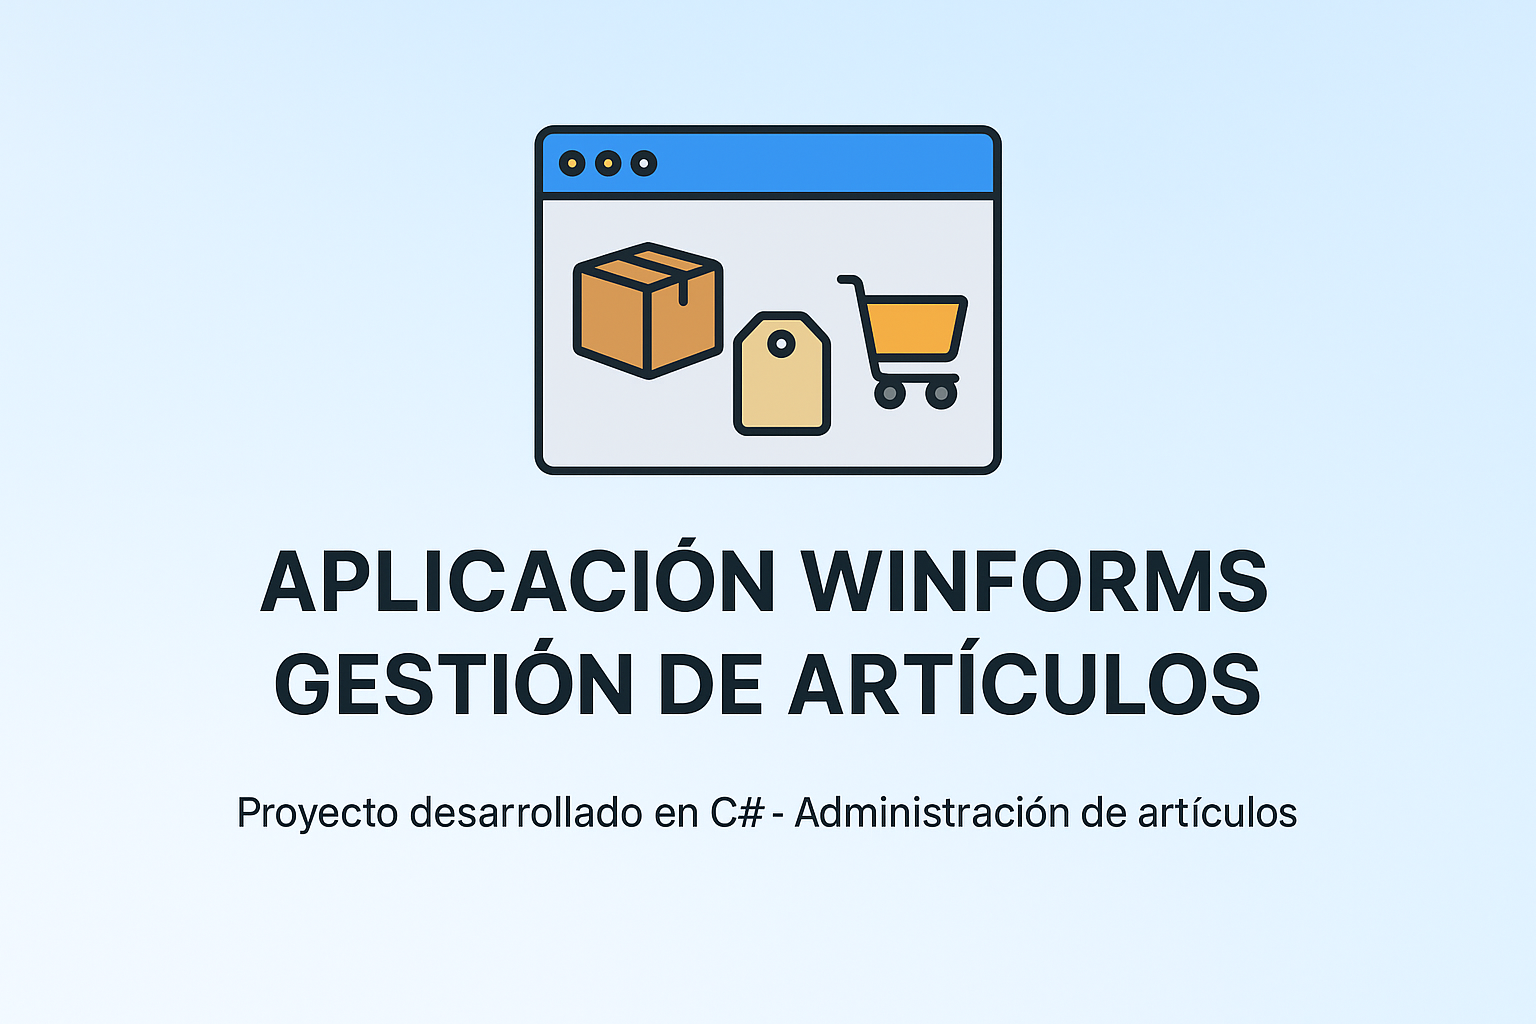 APLICACIÓN WINFORMS
GESTIÓN DE ARTÍCULOS
Proyecto desarrollado en C# - Administración de artículos